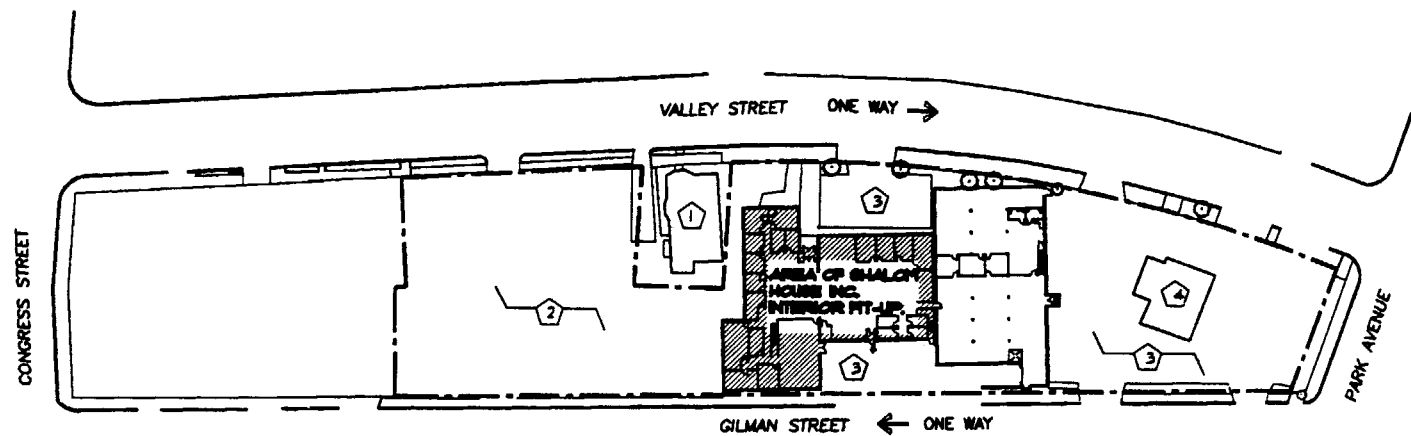 VALLEY STREET ONE WAY
1
3
CONGRESS STREET
AREA OF SHALOM
HOUSE INC.
INTERIOR FIT-UP.
2
4
3
3
PARK AVENUE
GILMAN STREET ONE WAY